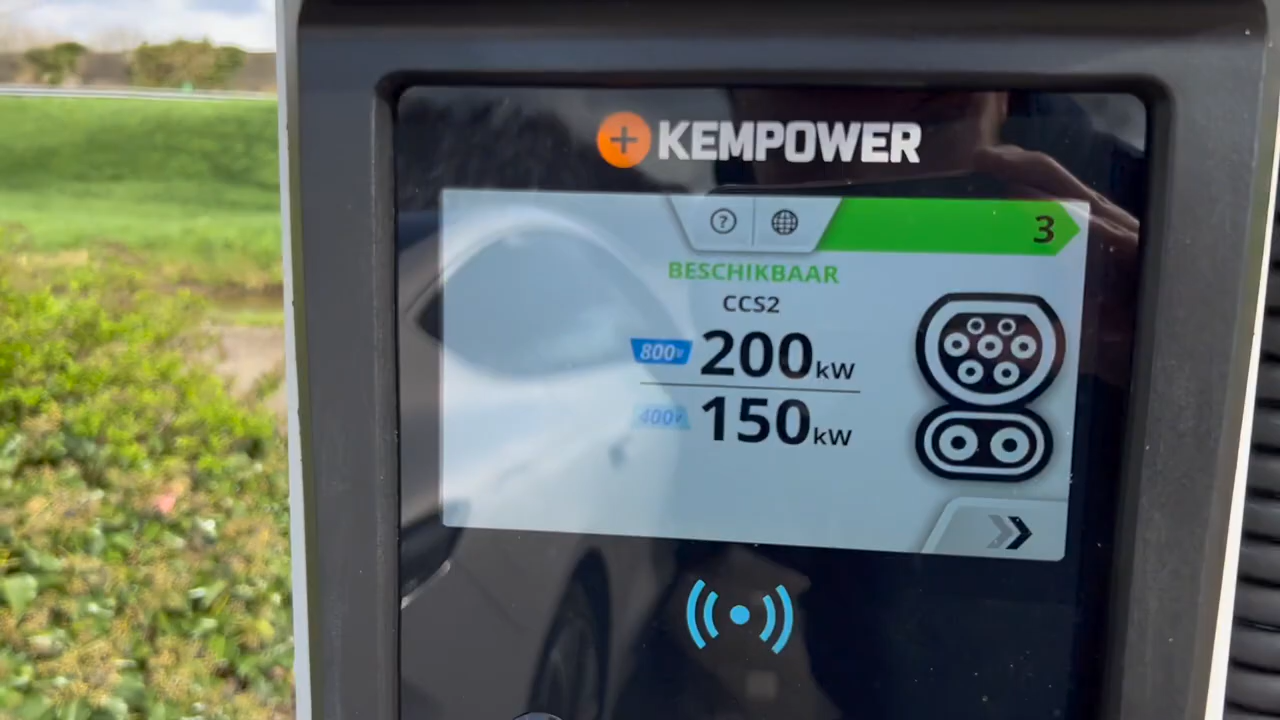 KEMPOWER
?
3
BESCHIKBAAR
CCS2
800V 200kW
400V 150kW